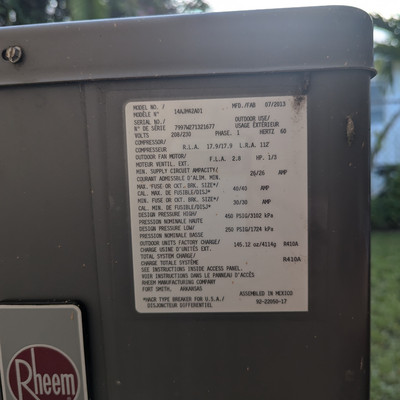 MODEL NO. / 14AJM42A01 MFD./FAB 07/2013
MODÈLE N°
SERIAL NO./ OUTDOOR USE/
N° DE SÉRIE 7997W271321677 USAGE EXTÉRIEUR
VOLTS 208/230 PHASE. 1 HERTZ 60
COMPRESSOR/
COMPRESSEUR R.L.A. 17.9/17.9 L.R.A. 112
OUTDOOR FAN MOTOR/ F.L.A. 2.8 HP. 1/3
MOTEUR VENTIL. EXT.
MIN. SUPPLY CIRCUIT AMPACITY/ 26/26 AMP
COURANT ADMISSIBLE D'ALIM. MIN.
MAX. FUSE OR CKT. BRK. SIZE*/ 40/40 AMP
CAL. MAX. DE FUSIBLE/DISJ*
MIN. FUSE OR CKT. BRK. SIZE*/ 30/30 AMP
CAL. MIN. DE FUSIBLE/DISJ*
DESIGN PRESSURE HIGH/ 450 PSIG/3102 kPa
PRESSION NOMINALE HAUTE
DESIGN PRESSURE LOW/ 250 PSIG/1724 kPa
PRESSION NOMINALE BASSE
OUTDOOR UNITS FACTORY CHARGE/ 145.12 oz/4114g R410A
CHARGE USINE D'UNITÉS EXT.
TOTAL SYSTEM CHARGE/ R410A
CHARGE TOTALE SYSTÈME
SEE INSTRUCTIONS INSIDE ACCESS PANEL.
VOIR INSTRUCTIONS DANS LE PANNEAU D'ACCÈS
RHEEM MANUFACTURING COMPANY
FORT SMITH, ARKANSAS ASSEMBLED IN MEXICO
*HACR TYPE BREAKER FOR U.S.A./ 92-22050-17
DISJONCTEUR DIFFERENTIEL
Rheem